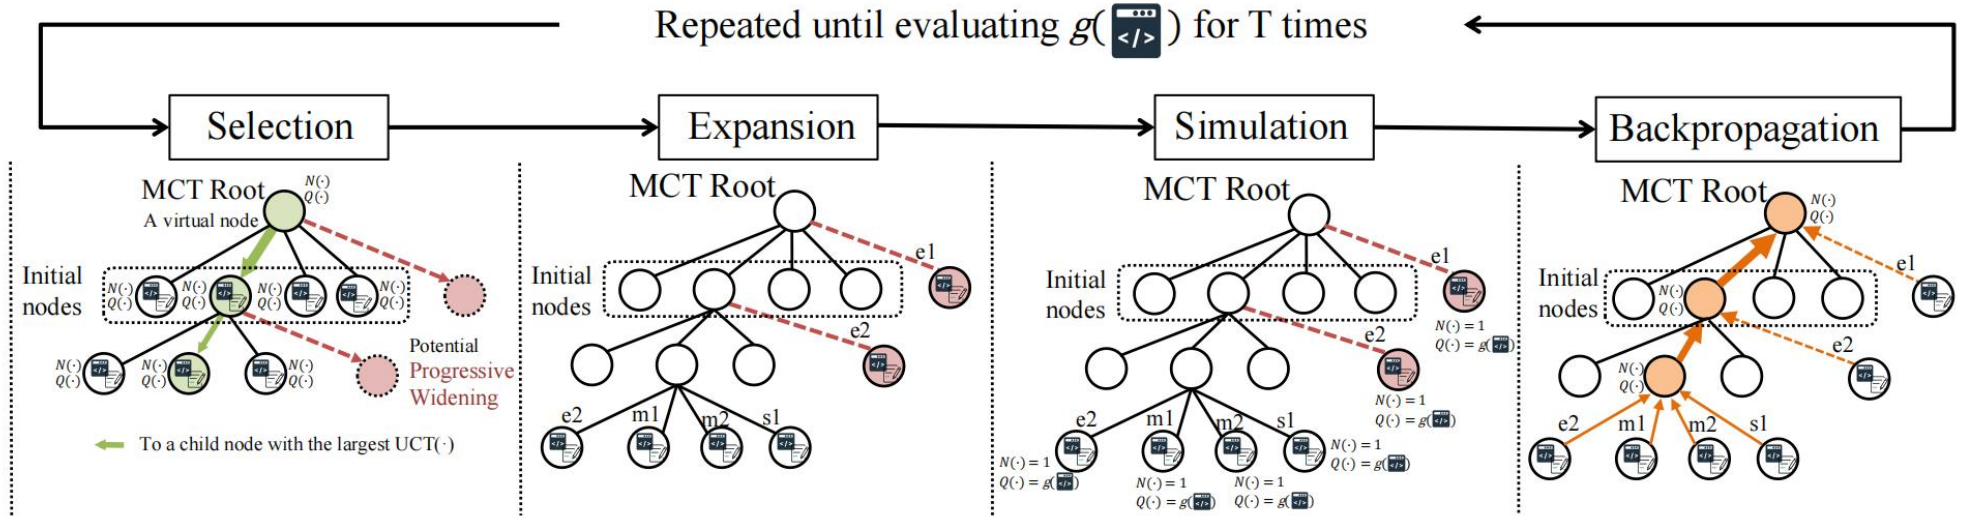 Repeated until evaluating g( </> ) for T times
Selection
Expansion
Simulation
Backpropagation
MCT Root
A virtual node
N(·)
Q(·)
Initial
nodes
N(·)
Q(·)
N(·)
Q(·)
N(·)
Q(·)
N(·)
Q(·)
N(·)
Q(·)
N(·)
Q(·)
N(·)
Q(·)
Potential
Progressive
Widening
To a child node with the largest UCT(·)
MCT Root
Initial
nodes
e1
e2
e2
m1
m2
s1
MCT Root
Initial
nodes
e1
N(·) = 1
Q(·) = g( </> )
e2
N(·) = 1
Q(·) = g( </> )
e2
m1
m2
s1
N(·) = 1
Q(·) = g( </> )
N(·) = 1
Q(·) = g( </> )
N(·) = 1
Q(·) = g( </> )
N(·) = 1
Q(·) = g( </> )
MCT Root
N(·)
Q(·)
Initial
nodes
N(·)
Q(·)
e1
N(·)
Q(·)
e2
e2
m1
m2
s1